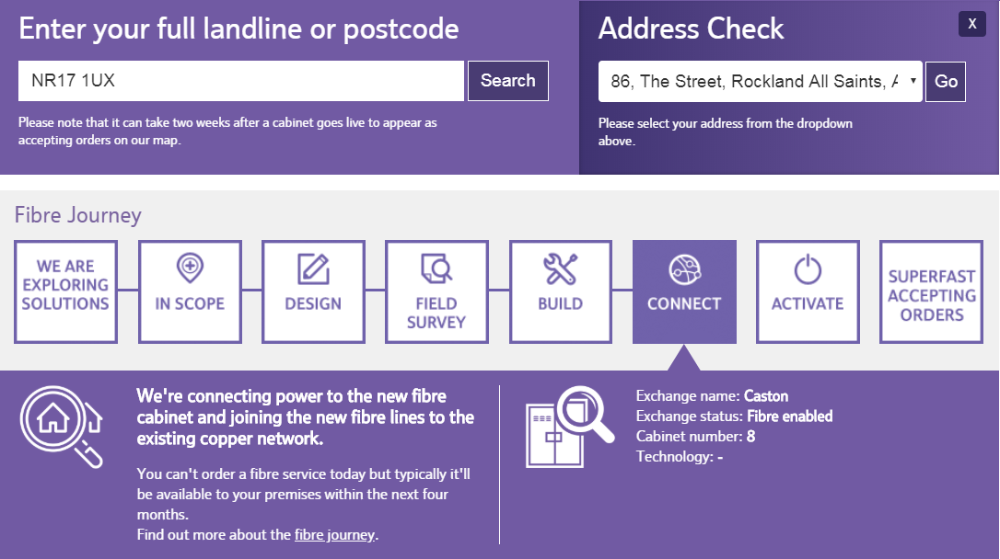 Enter your full landline or postcode
NR17 1UX
Search
Please note that it can take two weeks after a cabinet goes live to appear as
accepting orders on our map.
Address Check
X
86, The Street, Rockland All Saints, A
Go
Please select your address from the dropdown
above.
Fibre Journey
WE ARE
EXPLORING
SOLUTIONS
IN SCOPE
DESIGN
FIELD
SURVEY
BUILD
CONNECT
ACTIVATE
SUPERFAST
ACCEPTING
ORDERS
We're connecting power to the new fibre
cabinet and joining the new fibre lines to the
existing copper network.
You can't order a fibre service today but typically it'll
be available to your premises within the next four
months.
Find out more about the fibre journey.
Exchange name: Caston
Exchange status: Fibre enabled
Cabinet number: 8
Technology: -